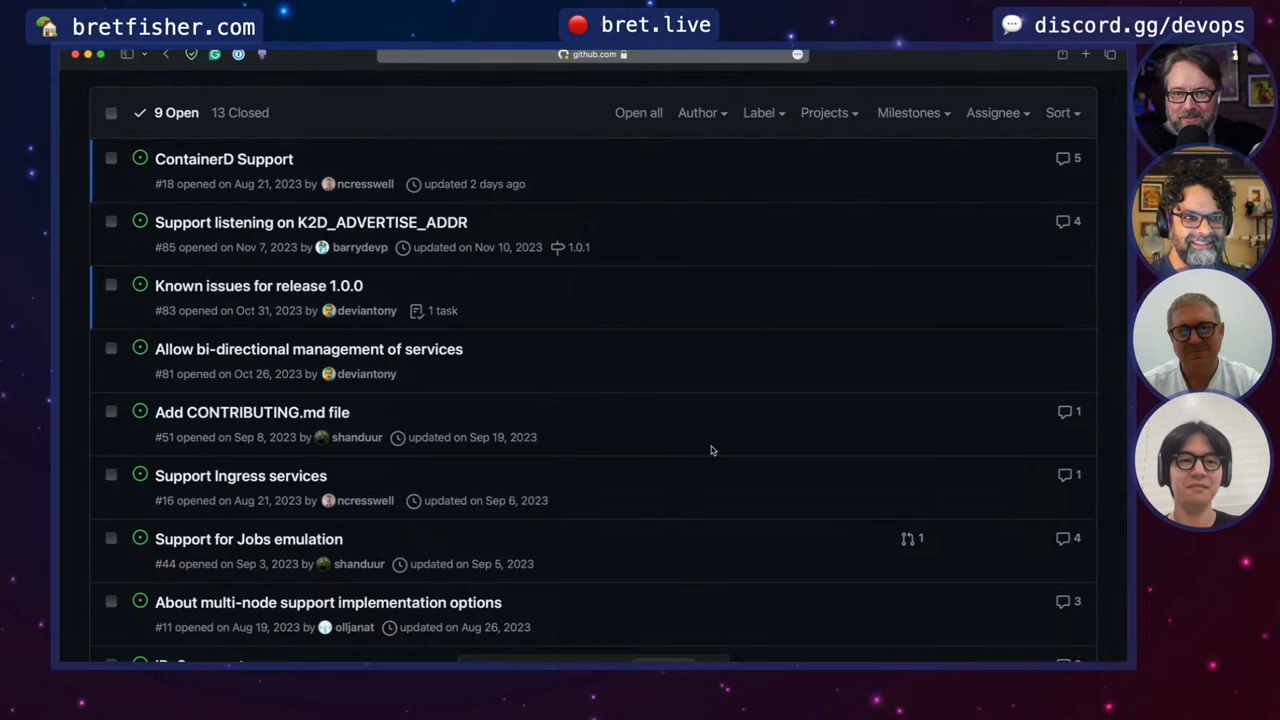 bretfisher.com
bret.live
discord.gg/devops
github.com
9 Open 13 Closed Open all Author Label Projects Milestones Assignee Sort
ContainerD Support 5
#18 opened on Aug 21, 2023 by ncresswell updated 2 days ago
Support listening on K2D_ADVERTISE_ADDR 4
#85 opened on Nov 7, 2023 by barrydevp updated on Nov 10, 2023 1.0.1
Known issues for release 1.0.0
#83 opened on Oct 31, 2023 by deviantony 1 task
Allow bi-directional management of services
#81 opened on Oct 26, 2023 by deviantony
Add CONTRIBUTING.md file 1
#51 opened on Sep 8, 2023 by shanduur updated on Sep 19, 2023
Support Ingress services 1
#16 opened on Aug 21, 2023 by ncresswell updated on Sep 6, 2023
Support for Jobs emulation 1 4
#44 opened on Sep 3, 2023 by shanduur updated on Sep 5, 2023
About multi-node support implementation options 3
#11 opened on Aug 19, 2023 by olljanat updated on Aug 26, 2023